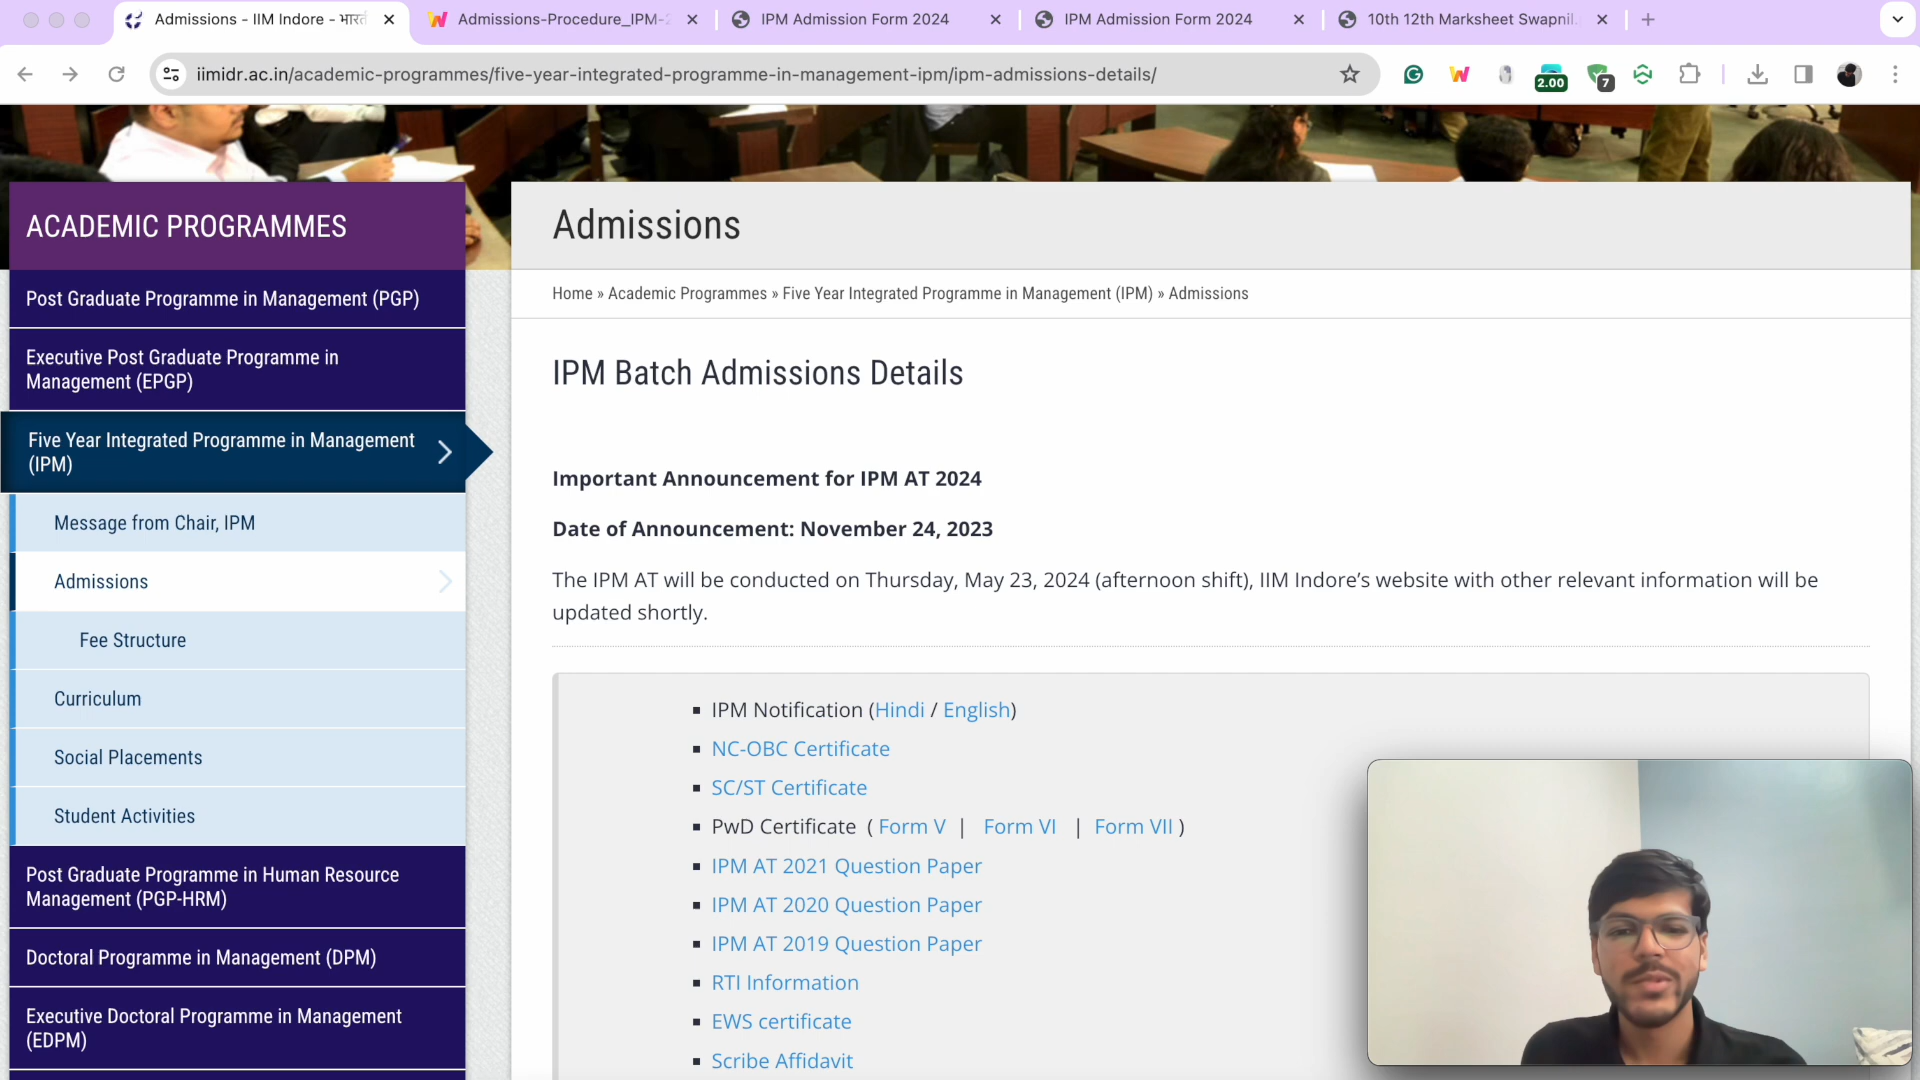 Admissions - IIM Indore - भारत
Admissions-Procedure_IPM-2
IPM Admission Form 2024
IPM Admission Form 2024
10th 12th Marksheet Swapnil.
iimidr.ac.in/academic-programmes/five-year-integrated-programme-in-management-ipm/ipm-admissions-details/
2.00
7
ACADEMIC PROGRAMMES
Post Graduate Programme in Management (PGP)
Executive Post Graduate Programme in
Management (EPGP)
Five Year Integrated Programme in Management
(IPM)
Message from Chair, IPM
Admissions
Fee Structure
Curriculum
Social Placements
Student Activities
Post Graduate Programme in Human Resource
Management (PGP-HRM)
Doctoral Programme in Management (DPM)
Executive Doctoral Programme in Management
(EDPM)
Admissions
Home » Academic Programmes » Five Year Integrated Programme in Management (IPM) » Admissions
IPM Batch Admissions Details
Important Announcement for IPM AT 2024
Date of Announcement: November 24, 2023
The IPM AT will be conducted on Thursday, May 23, 2024 (afternoon shift), IIM Indore’s website with other relevant information will be
updated shortly.
IPM Notification (Hindi / English)
NC-OBC Certificate
SC/ST Certificate
PwD Certificate ( Form V | Form VI | Form VII )
IPM AT 2021 Question Paper
IPM AT 2020 Question Paper
IPM AT 2019 Question Paper
RTI Information
EWS certificate
Scribe Affidavit